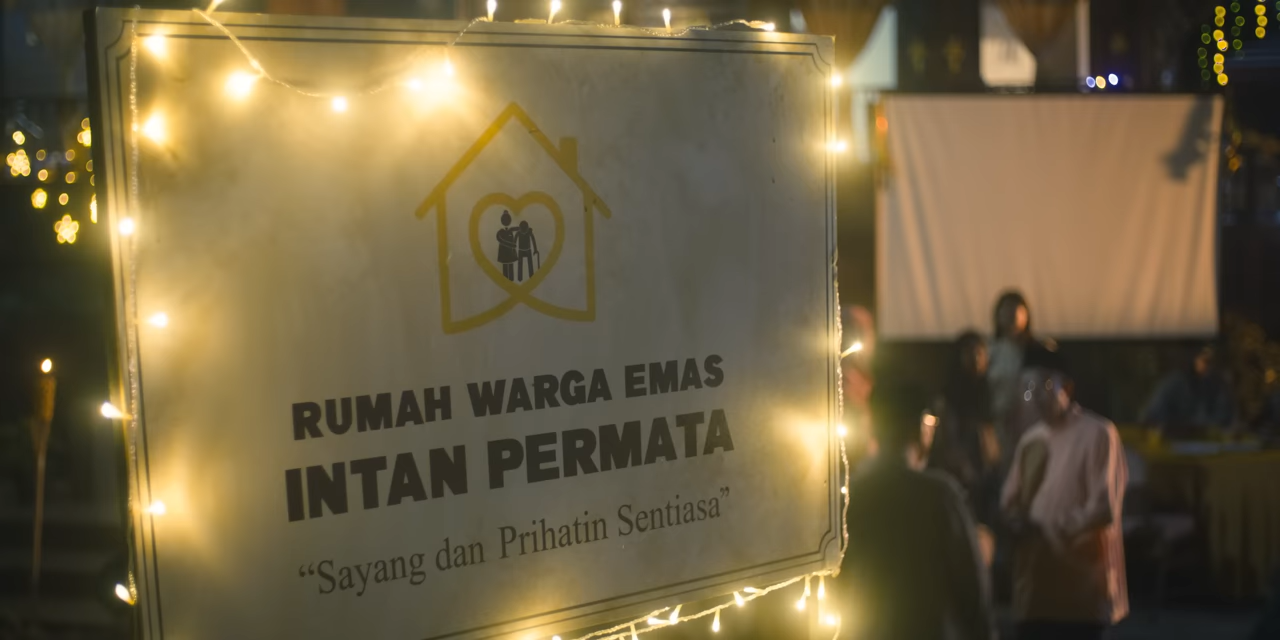 RUMAH WARGA EMAS
INTAN PERMATA
“Sayang dan Prihatin Sentiasa”